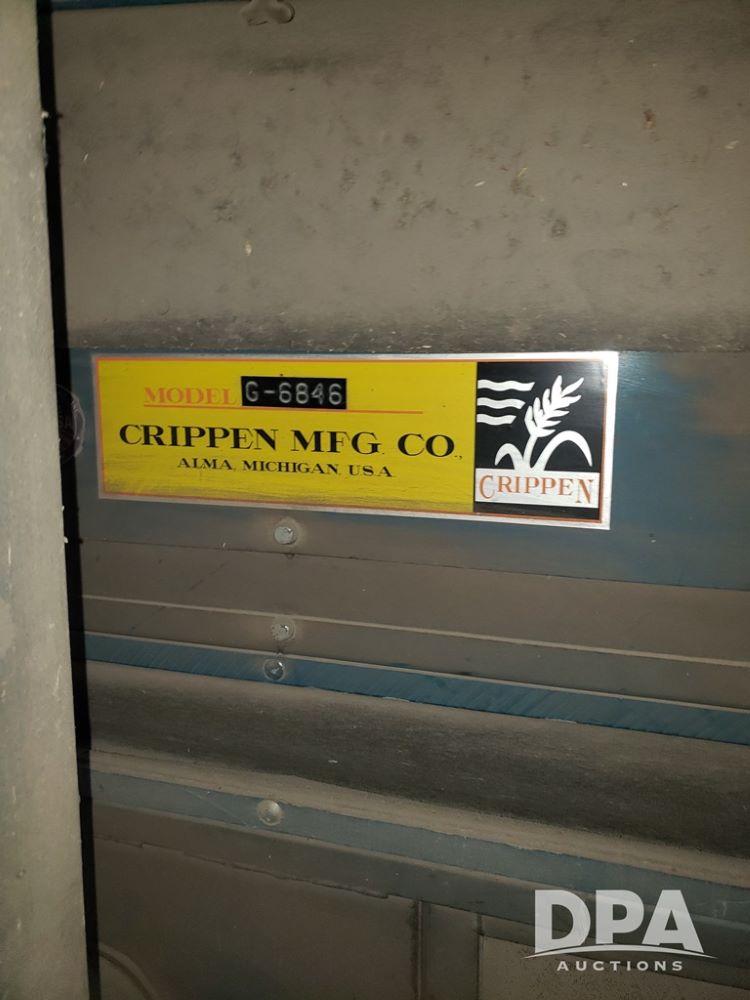 MODEL G-6846
CRIPPEN MFG. CO.,
ALMA, MICHIGAN, U.S.A.
CRIPPEN
DPA
AUCTIONS